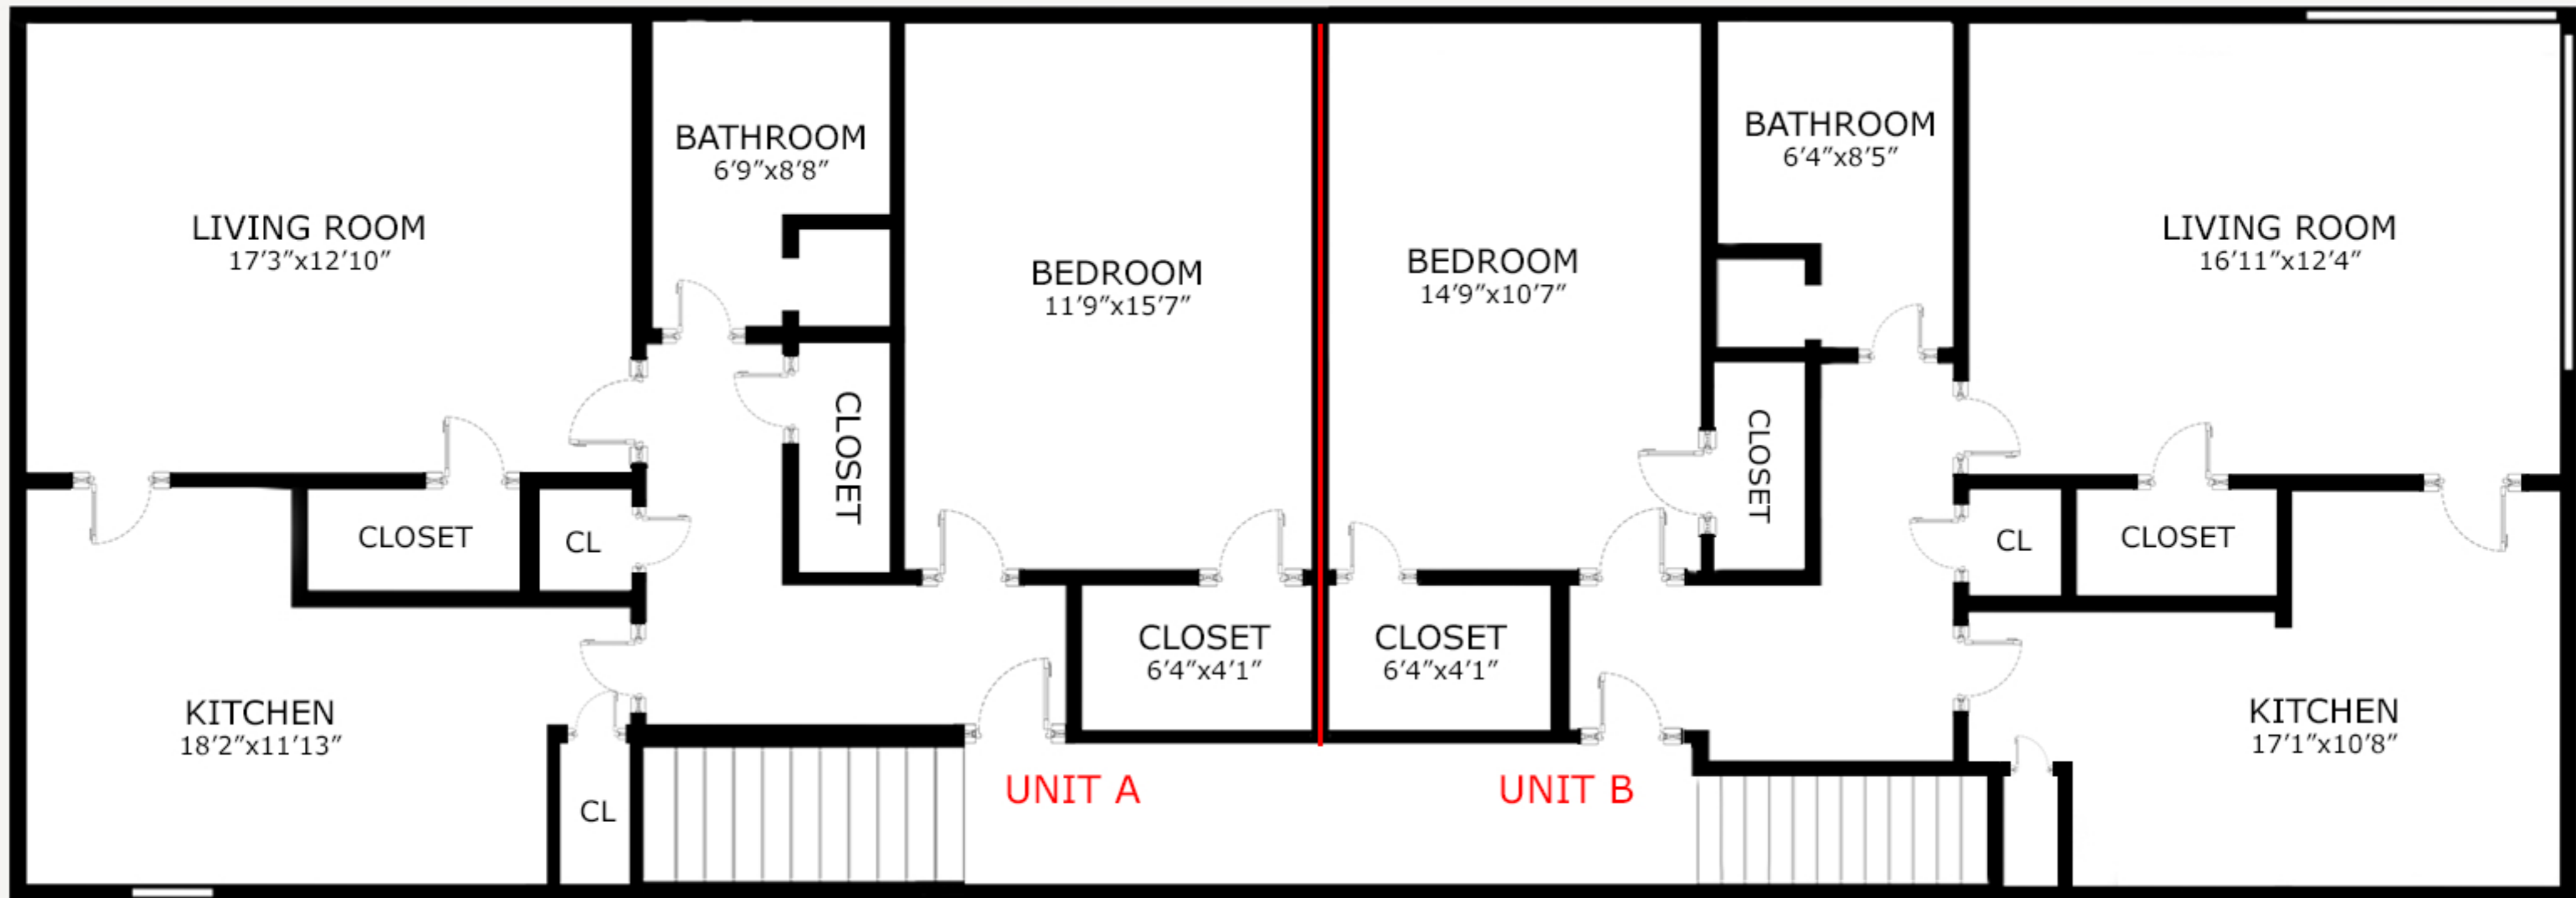 LIVING ROOM
17'3"x12'10"
BATHROOM
6'9"x8'8"
BEDROOM
11'9"x15'7"
BEDROOM
14'9"x10'7"
BATHROOM
6'4"x8'5"
LIVING ROOM
16'11"x12'4"
CLOSET
CLOSET
CLOSET
CL
CL
CLOSET
CLOSET
6'4"x4'1"
CLOSET
6'4"x4'1"
KITCHEN
18'2"x11'13"
KITCHEN
17'1"x10'8"
CL
UNIT A
UNIT B